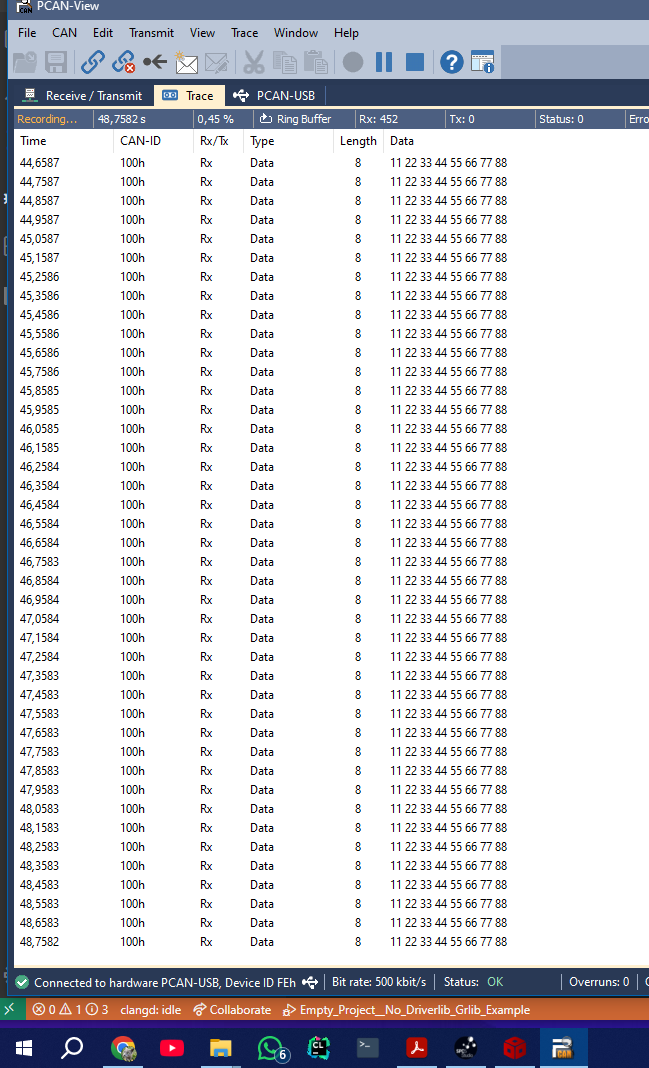 PCAN-View
File CAN Edit Transmit View Trace Window Help
Receive / Transmit Trace PCAN-USB
Recording... 48,7582 s 0,45 % Ring Buffer Rx: 452 Tx: 0 Status: 0 Erro
Time CAN-ID Rx/Tx Type Length Data
44,6587 100h Rx Data 8 11 22 33 44 55 66 77 88
44,7587 100h Rx Data 8 11 22 33 44 55 66 77 88
44,8587 100h Rx Data 8 11 22 33 44 55 66 77 88
44,9587 100h Rx Data 8 11 22 33 44 55 66 77 88
45,0587 100h Rx Data 8 11 22 33 44 55 66 77 88
45,1587 100h Rx Data 8 11 22 33 44 55 66 77 88
45,2586 100h Rx Data 8 11 22 33 44 55 66 77 88
45,3586 100h Rx Data 8 11 22 33 44 55 66 77 88
45,4586 100h Rx Data 8 11 22 33 44 55 66 77 88
45,5586 100h Rx Data 8 11 22 33 44 55 66 77 88
45,6586 100h Rx Data 8 11 22 33 44 55 66 77 88
45,7586 100h Rx Data 8 11 22 33 44 55 66 77 88
45,8585 100h Rx Data 8 11 22 33 44 55 66 77 88
45,9585 100h Rx Data 8 11 22 33 44 55 66 77 88
46,0585 100h Rx Data 8 11 22 33 44 55 66 77 88
46,1585 100h Rx Data 8 11 22 33 44 55 66 77 88
46,2584 100h Rx Data 8 11 22 33 44 55 66 77 88
46,3584 100h Rx Data 8 11 22 33 44 55 66 77 88
46,4584 100h Rx Data 8 11 22 33 44 55 66 77 88
46,5584 100h Rx Data 8 11 22 33 44 55 66 77 88
46,6584 100h Rx Data 8 11 22 33 44 55 66 77 88
46,7583 100h Rx Data 8 11 22 33 44 55 66 77 88
46,8584 100h Rx Data 8 11 22 33 44 55 66 77 88
46,9584 100h Rx Data 8 11 22 33 44 55 66 77 88
47,0584 100h Rx Data 8 11 22 33 44 55 66 77 88
47,1584 100h Rx Data 8 11 22 33 44 55 66 77 88
47,2584 100h Rx Data 8 11 22 33 44 55 66 77 88
47,3583 100h Rx Data 8 11 22 33 44 55 66 77 88
47,4583 100h Rx Data 8 11 22 33 44 55 66 77 88
47,5583 100h Rx Data 8 11 22 33 44 55 66 77 88
47,6583 100h Rx Data 8 11 22 33 44 55 66 77 88
47,7583 100h Rx Data 8 11 22 33 44 55 66 77 88
47,8583 100h Rx Data 8 11 22 33 44 55 66 77 88
47,9583 100h Rx Data 8 11 22 33 44 55 66 77 88
48,0583 100h Rx Data 8 11 22 33 44 55 66 77 88
48,1583 100h Rx Data 8 11 22 33 44 55 66 77 88
48,2583 100h Rx Data 8 11 22 33 44 55 66 77 88
48,3583 100h Rx Data 8 11 22 33 44 55 66 77 88
48,4583 100h Rx Data 8 11 22 33 44 55 66 77 88
48,5583 100h Rx Data 8 11 22 33 44 55 66 77 88
48,6583 100h Rx Data 8 11 22 33 44 55 66 77 88
48,7582 100h Rx Data 8 11 22 33 44 55 66 77 88
Connected to hardware PCAN-USB, Device ID FEh Bit rate: 500 kbit/s Status: OK Overruns: 0
0 1 3 clangd: idle Collaborate Empty_Project__No_Driverlib_Grlib_Example
6 CL CAN